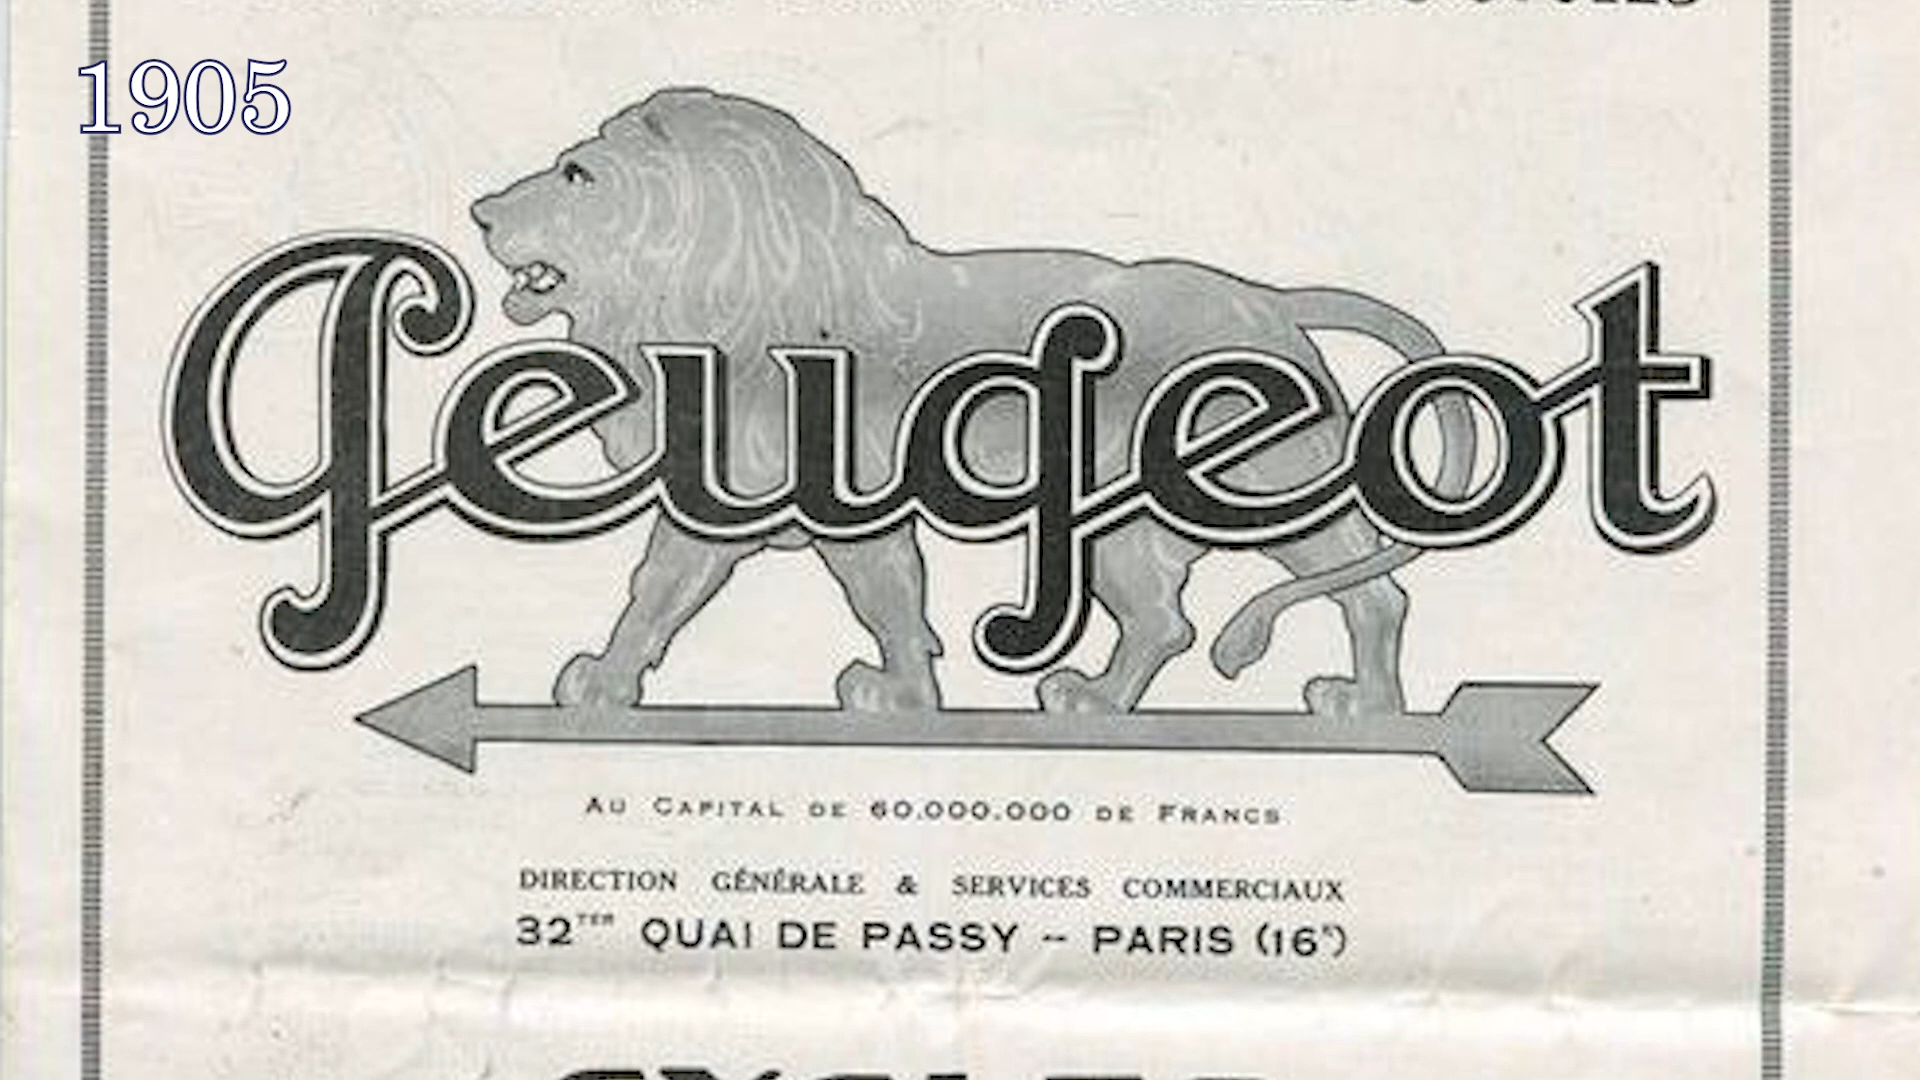 1905
Peugeot
AU CAPITAL DE 60.000.000 DE FRANCS
DIRECTION GÉNÉRALE & SERVICES COMMERCIAUX
32TER QUAI DE PASSY -- PARIS (16E)